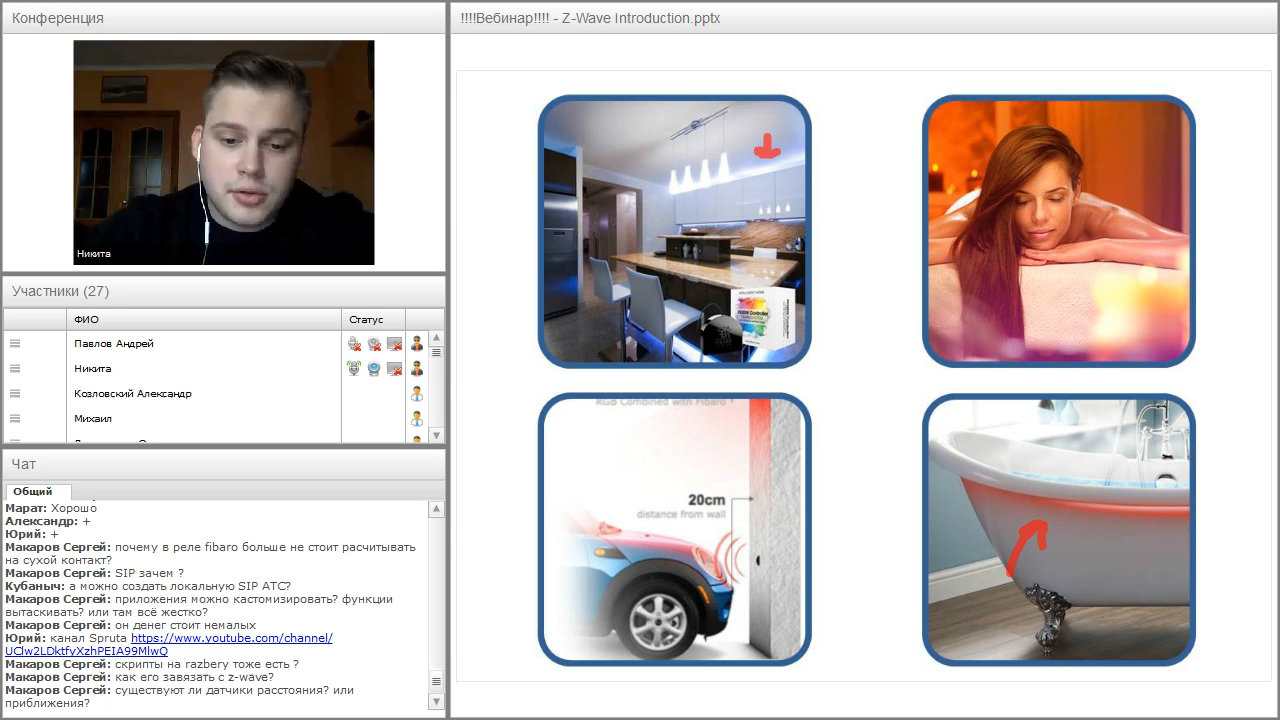 Конференция
Никита
Участники (27)
ФИО
Статус
Павлов Андрей
Никита
Козловский Александр
Михаил
Чат
Общий
Марат: Хорошо
Александр: +
Юрий: +
Макаров Сергей: почему в реле fibaro больше не стоит расчитывать
на сухой контакт?
Макаров Сергей: SIP зачем ?
Кубаныч: а можно создать локальную SIP АТС?
Макаров Сергей: приложения можно кастомизировать? функции
вытаскивать? или там всё жестко?
Макаров Сергей: он денег стоит немалых
Юрий: канал Spruta https://www.youtube.com/channel/
UClw2LDktfyXzhPEIA99MlwQ
Макаров Сергей: скрипты на razbery тоже есть ?
Макаров Сергей: как его завязать с z-wave?
Макаров Сергей: существуют ли датчики расстояния? или
приближения?
!!!!Вебинар!!!! - Z-Wave Introduction.pptx
RGB Combined with Fibaro
20cm
distance from wall